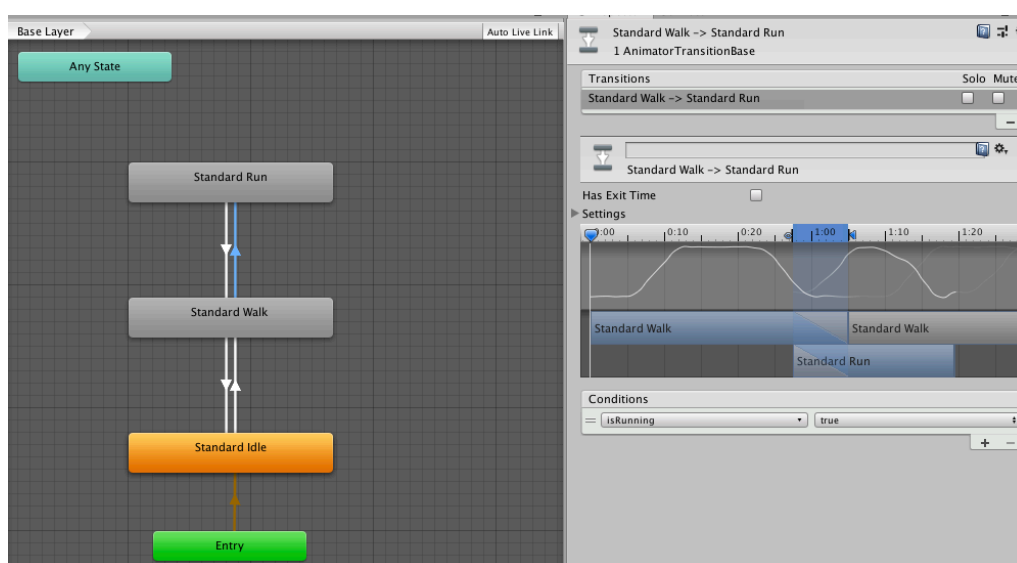 Base Layer
Auto Live Link
Any State
Standard Run
Standard Walk
Standard Idle
Entry
Standard Walk -> Standard Run
1 AnimatorTransitionBase
Transitions
Solo Mute
Standard Walk -> Standard Run
Standard Walk -> Standard Run
Has Exit Time
Settings
0:00 0:10 0:20 1:00 1:10 1:20
Standard Walk Standard Walk
Standard Run
Conditions
isRunning true